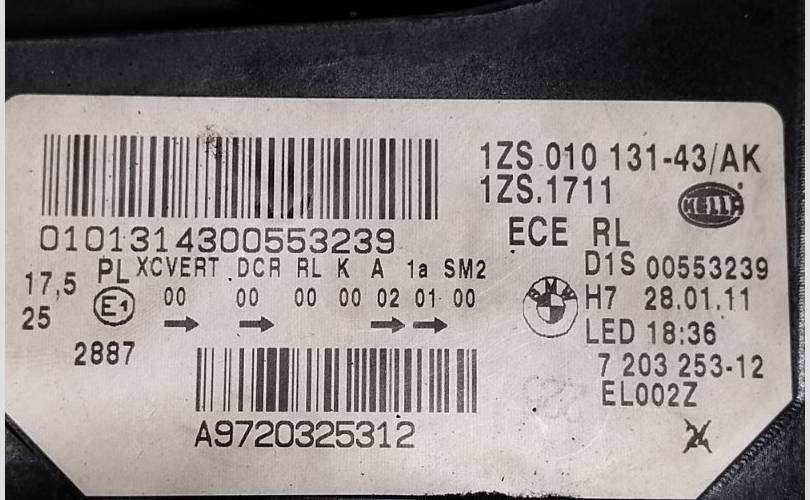 1ZS 010 131-43/AK
1ZS.1711
HELLA
0101314300553239
ECE RL
17,5 PL XCVERT DCR RL K A 1a SM2
25 E1 00 00 00 00 02 01 00
2887
D1S 00553239
BMW
H7 28.01.11
LED 18:36
7 203 253-12
EL002Z
A9720325312